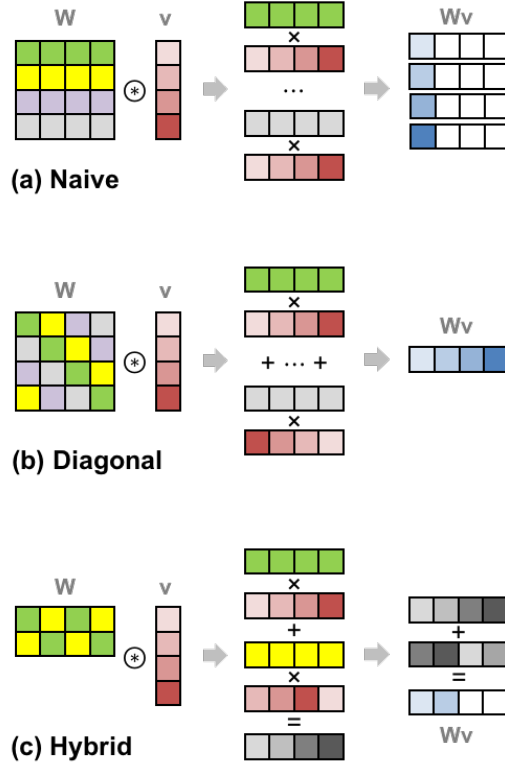 W v Wv
⊛
×
...
×
(a) Naive
W v Wv
⊛
×
+ ... +
×
(b) Diagonal
W v
⊛
×
+
+
×
=
=
Wv
(c) Hybrid